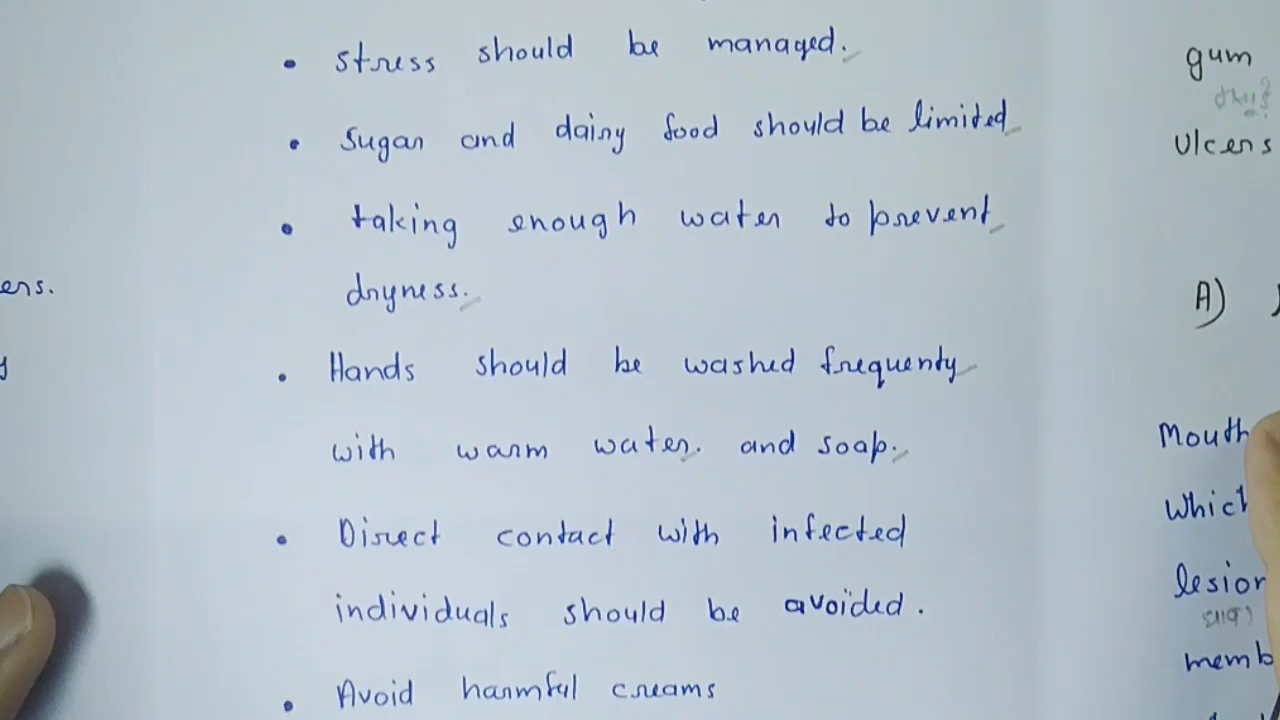 • stress should be managed.
• Sugar and dairy food should be limited
• taking enough water to prevent
dryness.
• Hands should be washed frequenty
with warm water. and soap.
• Direct contact with infected
individuals should be avoided.
• Avoid harmful creams
ers.
gum
Ulcers
A)
Mouth
Which
lesion
memb